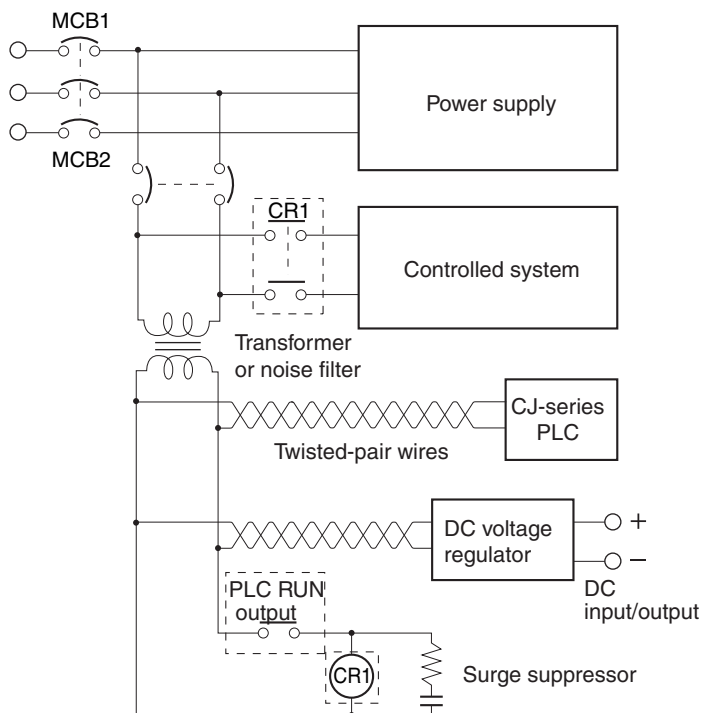 MCB1
Power supply
MCB2
CR1
Controlled system
Transformer
or noise filter
CJ-series
PLC
Twisted-pair wires
DC voltage
regulator
+
−
DC
input/output
PLC RUN
output
CR1
Surge suppressor